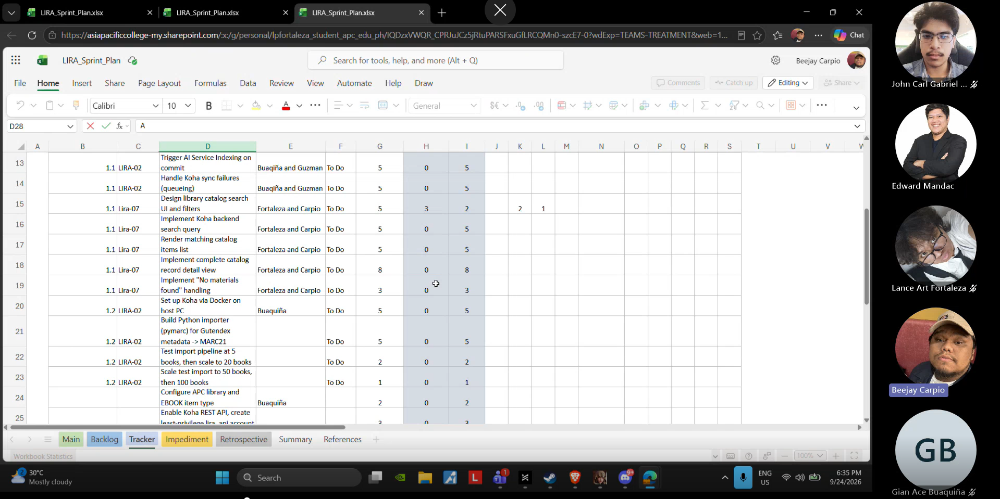 LIRA_Sprint_Plan.xlsx
LIRA_Sprint_Plan.xlsx
LIRA_Sprint_Plan.xlsx
https://asiapacificcollege-my.sharepoint.com/:x:/g/personal/lpfortaleza_student_apc_edu_ph/IQDzxVWQR_CPRJuJCz5jRtuPARSFxuGfLRCQMn0-szcE7-0?wdExp=TEAMS-TREATMENT&web=1...
Chat
LIRA_Sprint_Plan
Search for tools, help, and more (Alt + Q)
Beejay Carpio
File Home Insert Share Page Layout Formulas Data Review View Automate Help Draw
Comments Catch up Editing Share
Calibri 10 B A General $€
D28 fx A
A B C D E F G H I J K L M N O P Q R S T U V
13 1.1 LIRA-02 Trigger AI Service Indexing on
commit Buaqiña and Guzman To Do 5 0 5
14 1.1 LIRA-02 Handle Koha sync failures
(queueing) Buaqiña and Guzman To Do 5 0 5
15 1.1 Lira-07 Design library catalog search
UI and filters Fortaleza and Carpio To Do 5 3 2 2 1
16 1.1 Lira-07 Implement Koha backend
search query Fortaleza and Carpio To Do 5 0 5
17 1.1 Lira-07 Render matching catalog
items list Fortaleza and Carpio To Do 5 0 5
18 1.1 Lira-07 Implement complete catalog
record detail view Fortaleza and Carpio To Do 8 0 8
19 1.1 Lira-07 Implement "No materials
found" handling Fortaleza and Carpio To Do 3 0 3
20 1.2 LIRA-02 Set up Koha via Docker on
host PC Buaquiña To Do 5 0 5
21 1.2 LIRA-02 Build Python importer
(pymarc) for Gutendex
metadata -> MARC21 To Do 5 0 5
22 1.2 LIRA-02 Test import pipeline at 5
books, then scale to 20 books To Do 2 0 2
23 1.2 LIRA-02 Scale test import to 50 books,
then 100 books To Do 1 0 1
24 Configure APC library and
EBOOK item type Buaquiña 2 0 2
25 Enable Koha REST API, create
least-privilege lira_api account 3 0 3
Main Backlog Tracker Impediment Retrospective Summary References
Workbook Statistics
100%
2
30°C
Mostly cloudy
Search
L
1
9+
ENG
US
6:35 PM
9/24/2026
John Carl Gabriel ...
Edward Mandac
Lance Art Fortaleza
Beejay Carpio
GB
Gian Ace Buaquiña